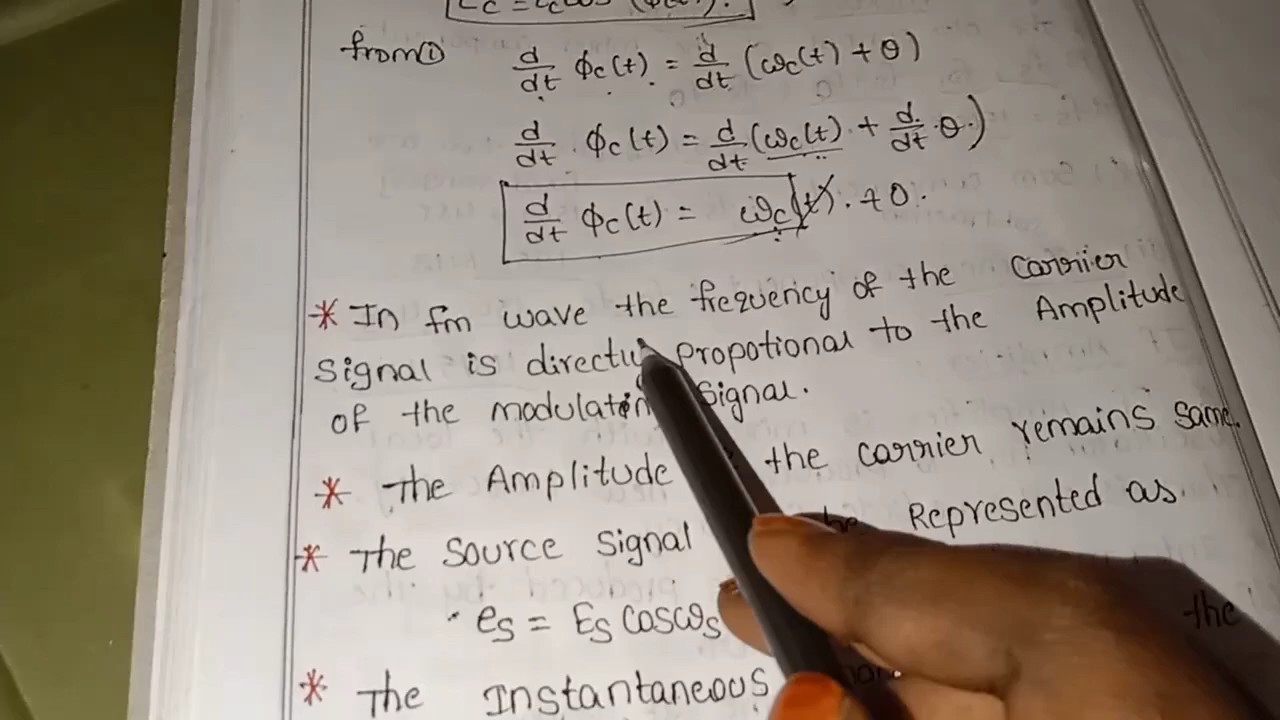 from①
d/dt ϕc(t) = d/dt (ωc(t) + θ)
d/dt ϕc(t) = d/dt (ωc(t) + d/dt θ)
d/dt ϕc(t) = ωc(t) + 0.
* In fm wave the frequency of the carrier
signal is directly propotional to the Amplitude
of the modulating signal.
* The Amplitude the carrier remains same.
* The source signal be Represented as
es = Es cosωs
the
* The Instantaneous